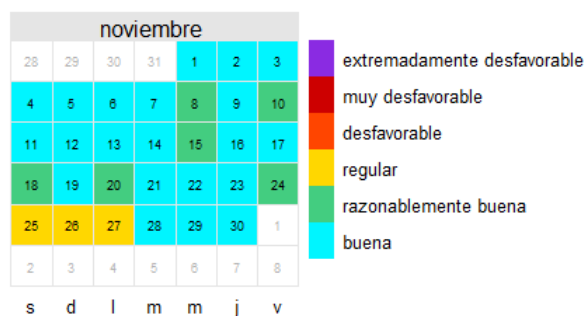 noviembre
28 29 30 31 1 2 3
4 5 6 7 8 9 10
11 12 13 14 15 16 17
18 19 20 21 22 23 24
25 26 27 28 29 30 1
2 3 4 5 6 7 8
s d l m m j v
extremadamente desfavorable
muy desfavorable
desfavorable
regular
razonablemente buena
buena